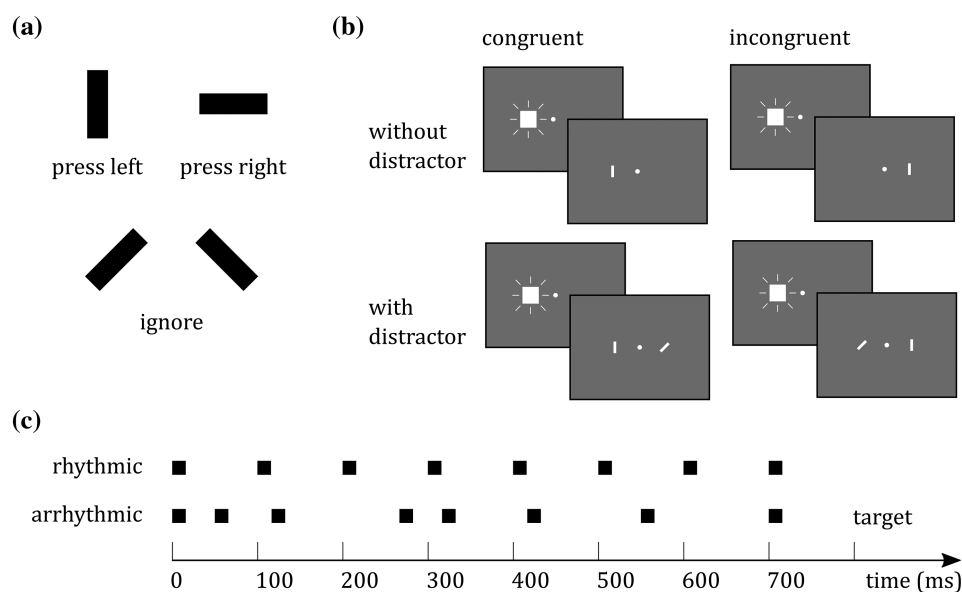 (a)
press left press right
ignore
(b)
congruent incongruent
without
distractor
with
distractor
(c)
rhythmic
arrhythmic
target
0 100 200 300 400 500 600 700 time (ms)